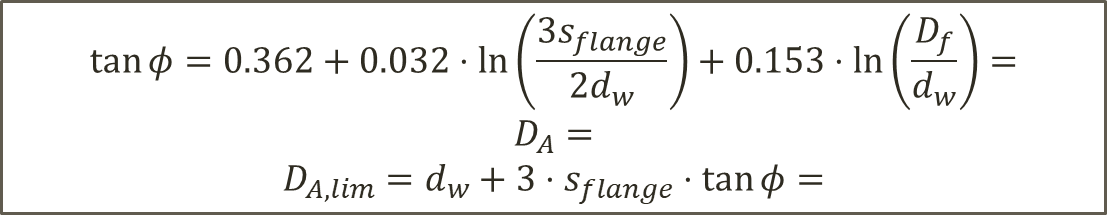 tan ϕ = 0.362 + 0.032 · ln(3s_flange / 2d_w) + 0.153 · ln(D_f / d_w) =
D_A =
D_A,lim = d_w + 3 · s_flange · tan ϕ =